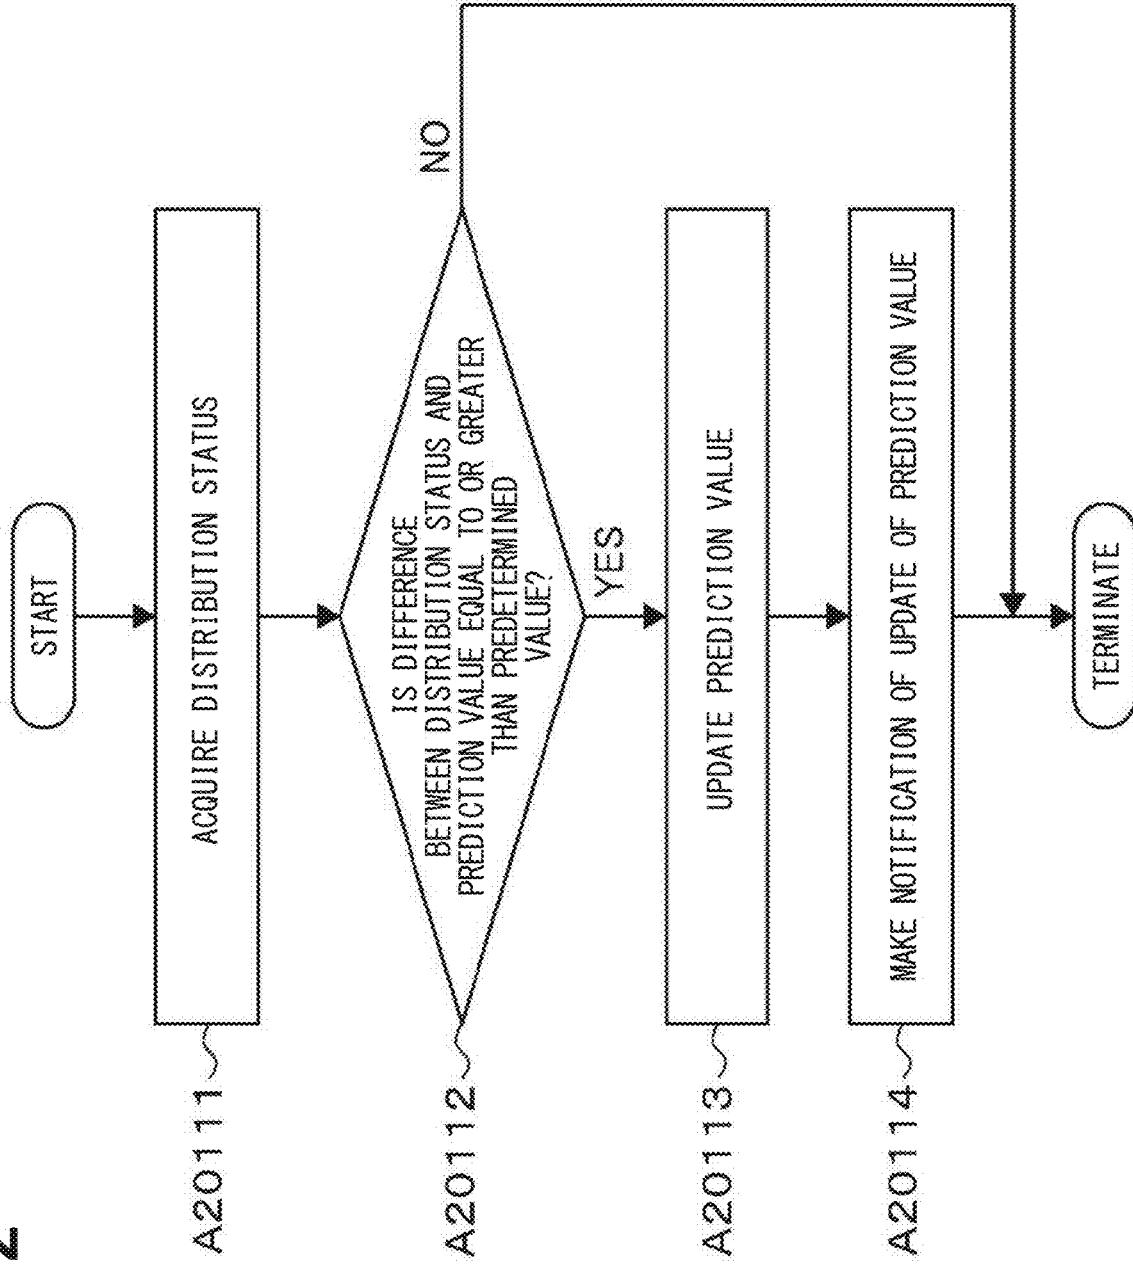 START
A20111
ACQUIRE DISTRIBUTION STATUS
A20112
IS DIFFERENCE
BETWEEN DISTRIBUTION STATUS AND
PREDICTION VALUE EQUAL TO OR GREATER
THAN PREDETERMINED
VALUE?
NO
YES
A20113
UPDATE PREDICTION VALUE
A20114
MAKE NOTIFICATION OF UPDATE OF PREDICTION VALUE
TERMINATE